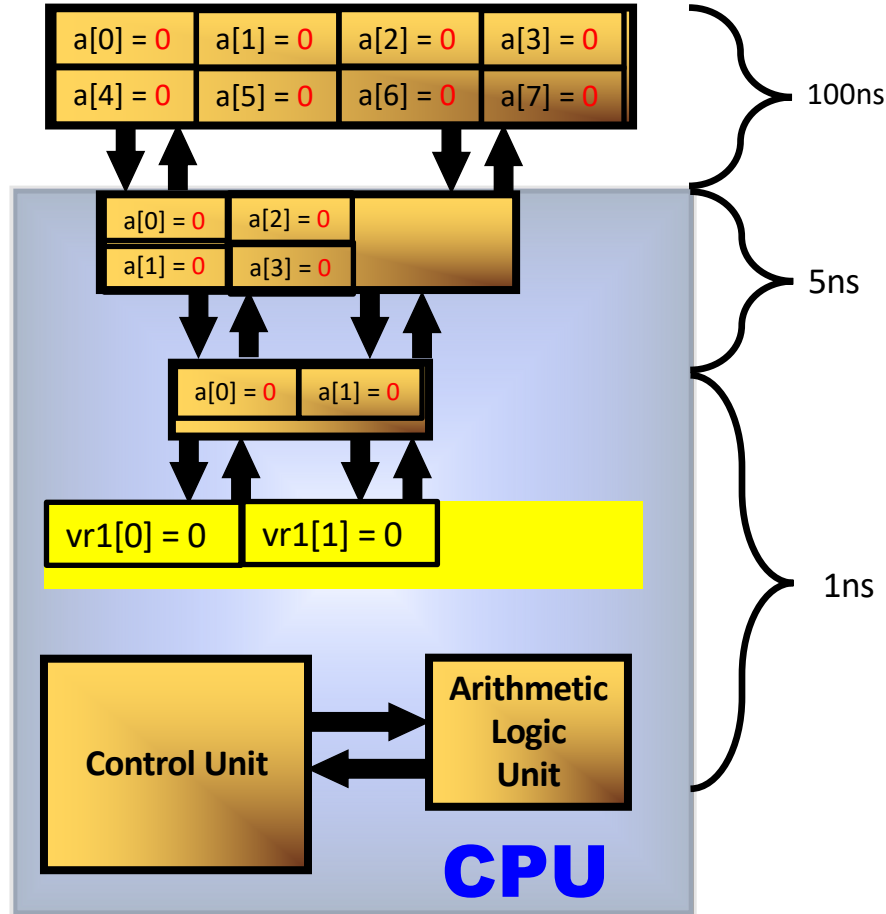 a[0] = 0 a[1] = 0 a[2] = 0 a[3] = 0
a[4] = 0 a[5] = 0 a[6] = 0 a[7] = 0
100ns
a[0] = 0 a[2] = 0
a[1] = 0 a[3] = 0
5ns
a[0] = 0 a[1] = 0
vr1[0] = 0 vr1[1] = 0
1ns
Control Unit
Arithmetic
Logic
Unit
CPU